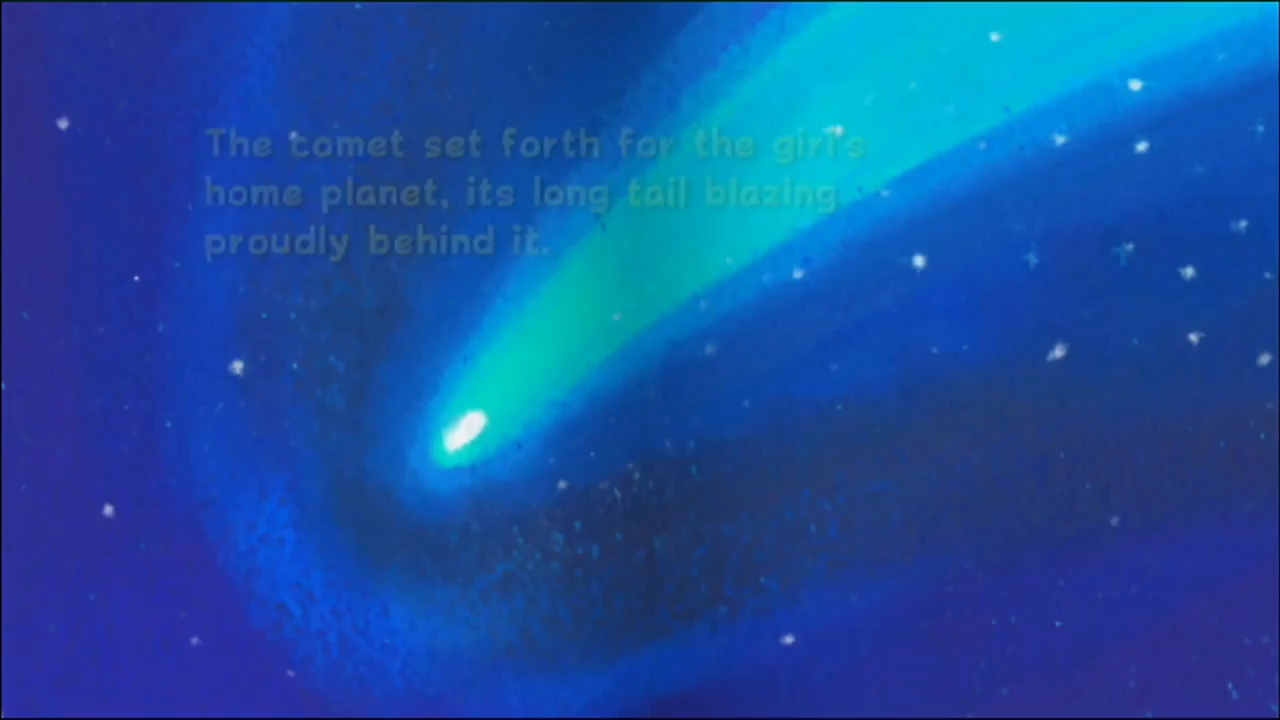 The comet set forth for the girl's
home planet, its long tail blazing
proudly behind it.